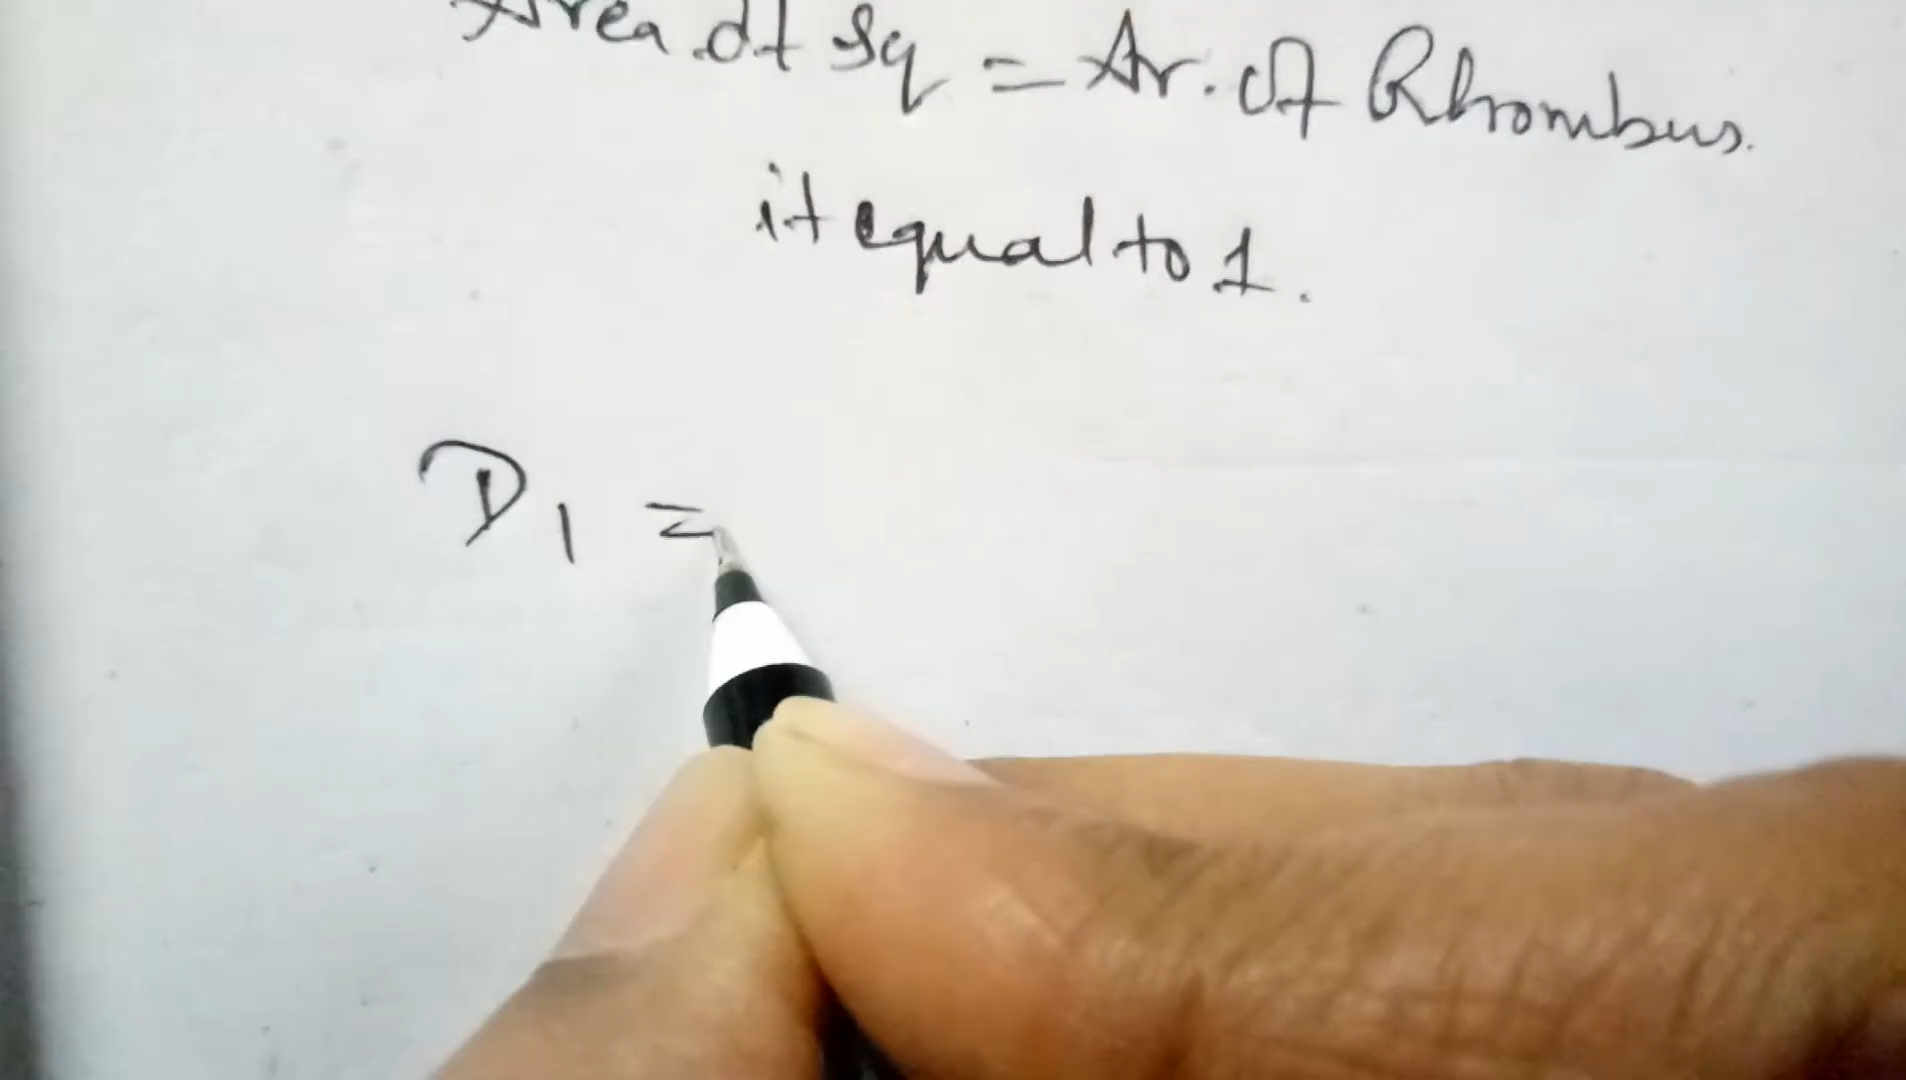 Area of Sq = Ar. of Rhombus.
it equal to 1.
D1 =